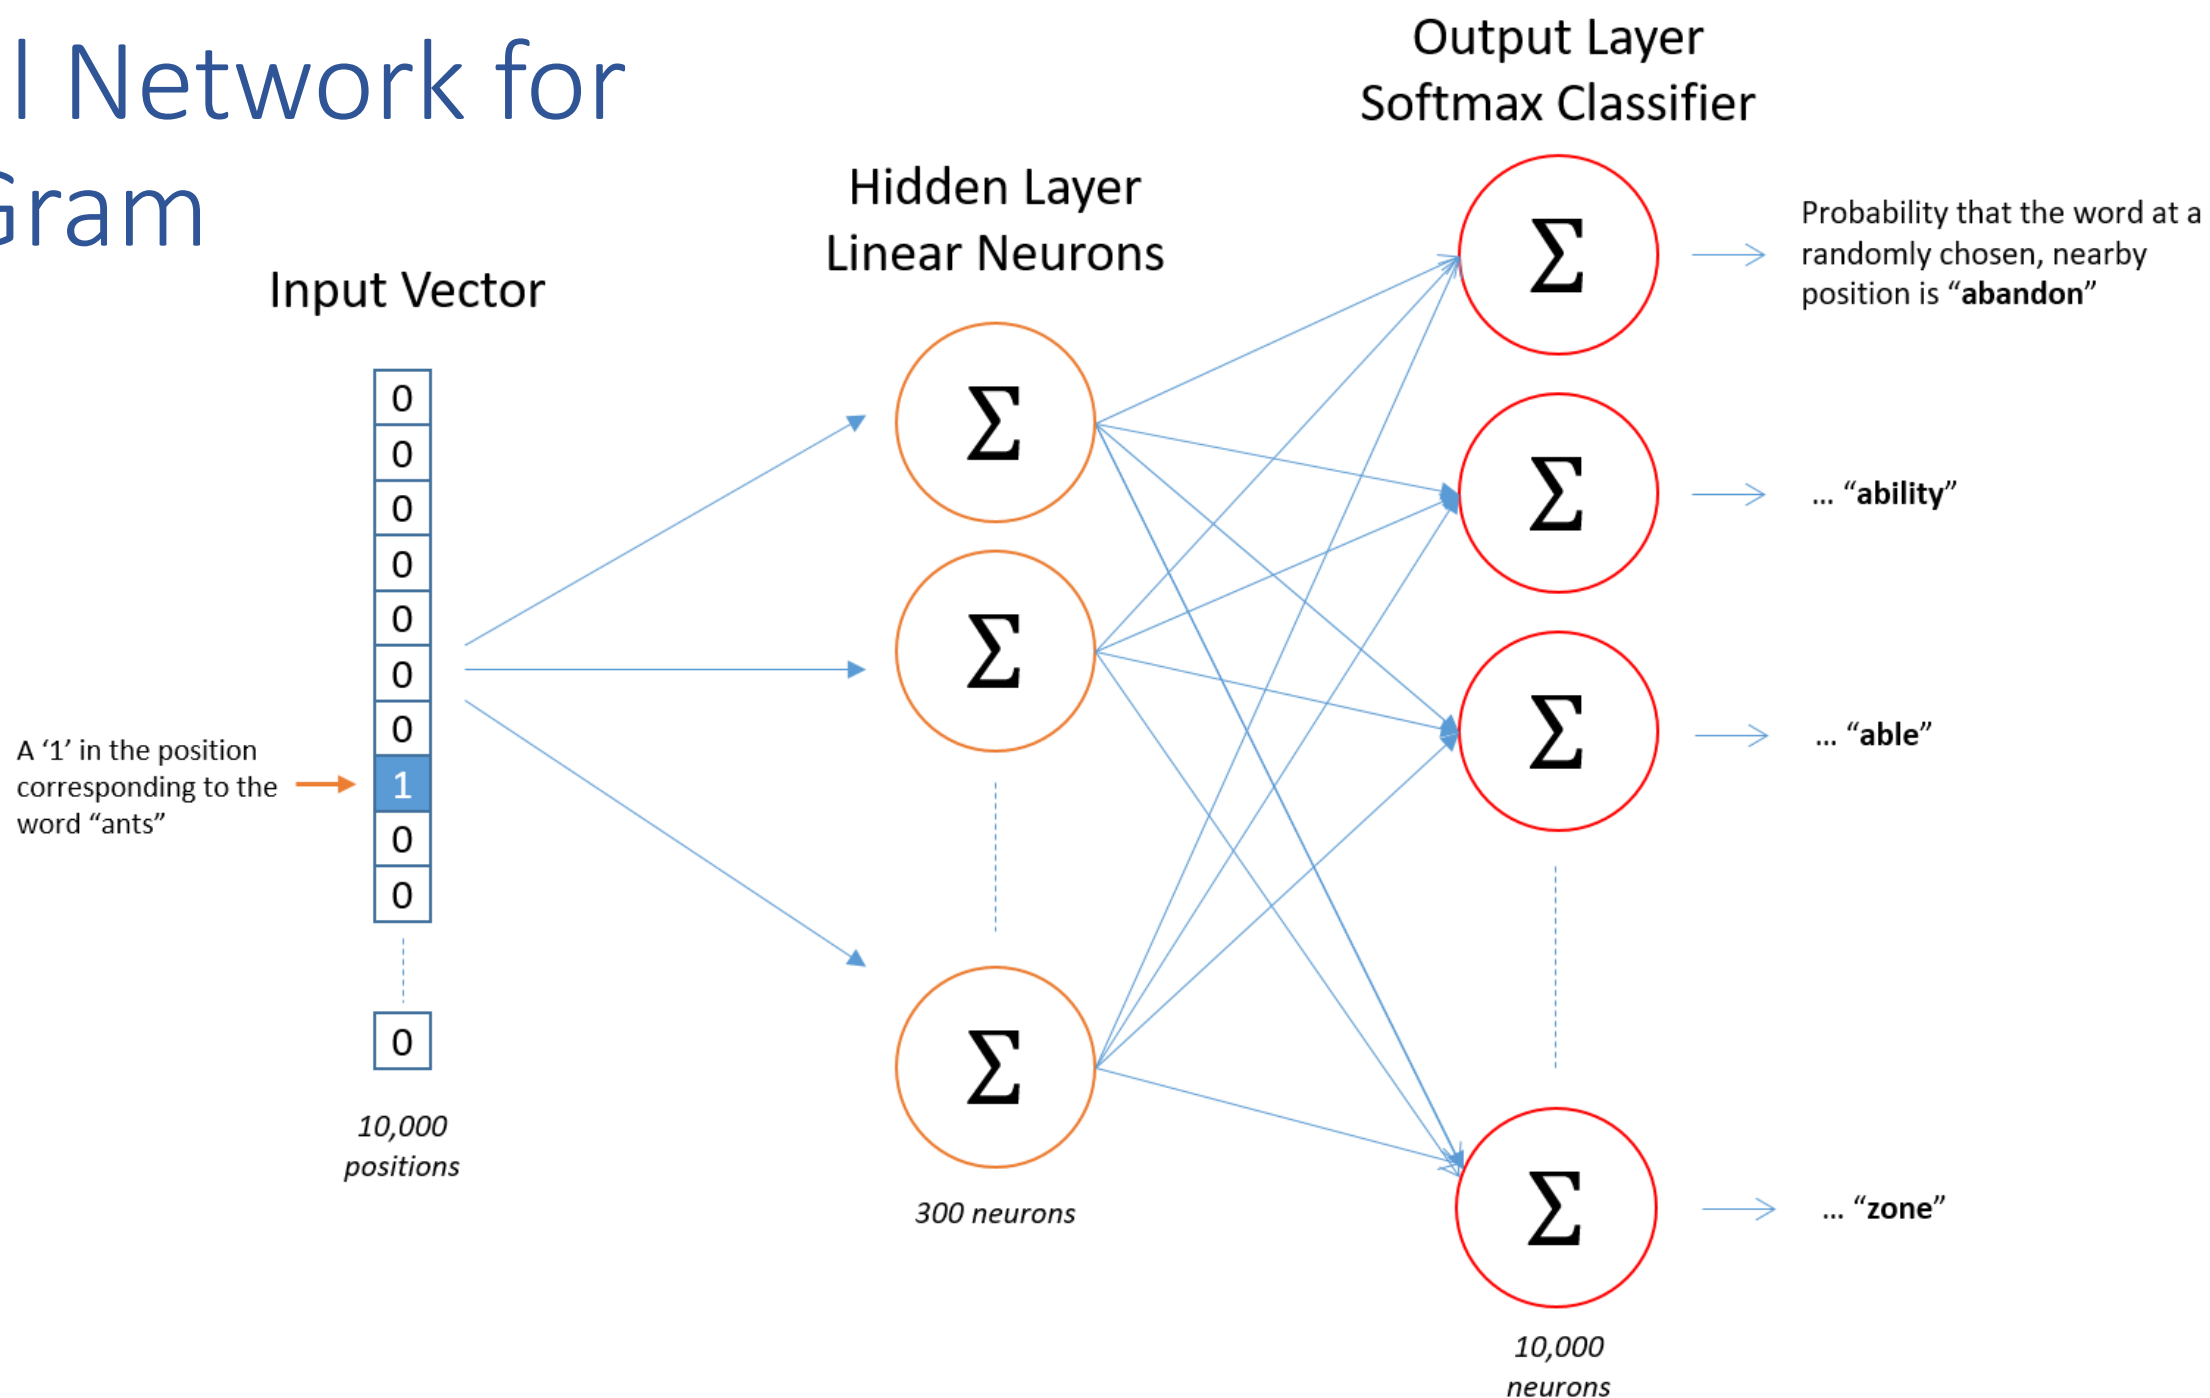 l Network for
Gram
Output Layer
Softmax Classifier
Hidden Layer
Linear Neurons
Input Vector
0
0
0
0
0
0
0
1
0
0
0
A ‘1’ in the position
corresponding to the
word “ants”
10,000
positions
Σ
Σ
Σ
300 neurons
Σ
Σ
Σ
Σ
10,000
neurons
Probability that the word at a
randomly chosen, nearby
position is “abandon”
... “ability”
... “able”
... “zone”